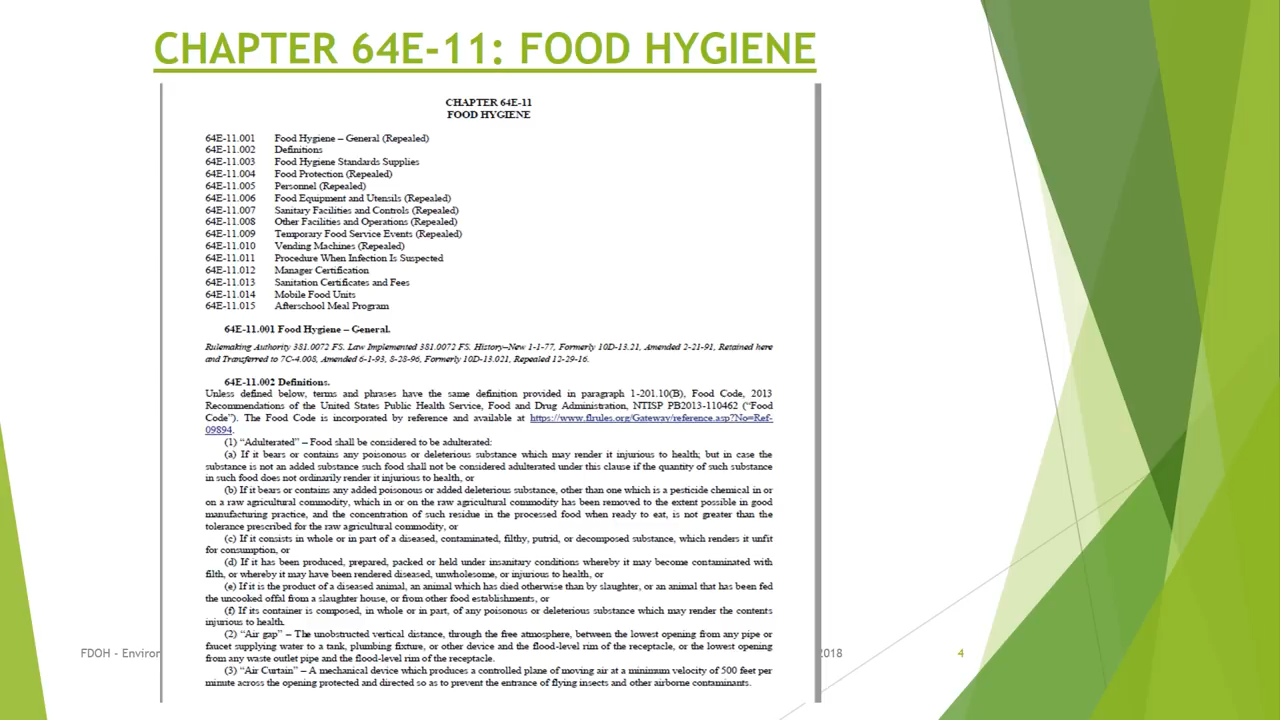 CHAPTER 64E-11: FOOD HYGIENE
CHAPTER 64E-11
FOOD HYGIENE
64E-11.001 Food Hygiene – General (Repealed)
64E-11.002 Definitions
64E-11.003 Food Hygiene Standards Supplies
64E-11.004 Food Protection (Repealed)
64E-11.005 Personnel (Repealed)
64E-11.006 Food Equipment and Utensils (Repealed)
64E-11.007 Sanitary Facilities and Controls (Repealed)
64E-11.008 Other Facilities and Operations (Repealed)
64E-11.009 Temporary Food Service Events (Repealed)
64E-11.010 Vending Machines (Repealed)
64E-11.011 Procedure When Infection Is Suspected
64E-11.012 Manager Certification
64E-11.013 Sanitation Certificates and Fees
64E-11.014 Mobile Food Units
64E-11.015 Afterschool Meal Program
64E-11.001 Food Hygiene – General.
Rulemaking Authority 381.0072 FS. Law Implemented 381.0072 FS. History–New 1-1-77, Formerly 10D-13.21, Amended 2-21-91, Retained here
and Transferred to 7C-4.008, Amended 6-1-93, 8-28-96, Formerly 10D-13.021, Repealed 12-29-16.
64E-11.002 Definitions.
Unless defined below, terms and phrases have the same definition provided in paragraph 1-201.10(B), Food Code, 2013
Recommendations of the United States Public Health Service, Food and Drug Administration, NTISP PB2013-110462 (“Food
Code”). The Food Code is incorporated by reference and available at https://www.flrules.org/Gateway/reference.asp?No=Ref-
09894.
(1) “Adulterated” – Food shall be considered to be adulterated:
(a) If it bears or contains any poisonous or deleterious substance which may render it injurious to health; but in case the
substance is not an added substance such food shall not be considered adulterated under this clause if the quantity of such substance
in such food does not ordinarily render it injurious to health, or
(b) If it bears or contains any added poisonous or added deleterious substance, other than one which is a pesticide chemical in or
on a raw agricultural commodity, which in or on the raw agricultural commodity has been removed to the extent possible in good
manufacturing practice, and the concentration of such residue in the processed food when ready to eat, is not greater than the
tolerance prescribed for the raw agricultural commodity, or
(c) If it consists in whole or in part of a diseased, contaminated, filthy, putrid, or decomposed substance, which renders it unfit
for consumption, or
(d) If it has been produced, prepared, packed or held under insanitary conditions whereby it may become contaminated with
filth, or whereby it may have been rendered diseased, unwholesome, or injurious to health, or
(e) If it is the product of a diseased animal, an animal which has died otherwise than by slaughter, or an animal that has been fed
the uncooked offal from a slaughter house, or from other food establishments, or
(f) If its container is composed, in whole or in part, of any poisonous or deleterious substance which may render the contents
injurious to health.
(2) “Air gap” – The unobstructed vertical distance, through the free atmosphere, between the lowest opening from any pipe or
faucet supplying water to a tank, plumbing fixture, or other device and the flood-level rim of the receptacle, or the lowest opening
from any waste outlet pipe and the flood-level rim of the receptacle.
(3) “Air Curtain” – A mechanical device which produces a controlled plane of moving air at a minimum velocity of 500 feet per
minute across the opening protected and directed so as to prevent the entrance of flying insects and other airborne contaminants.
FDOH - Environ 2018 4